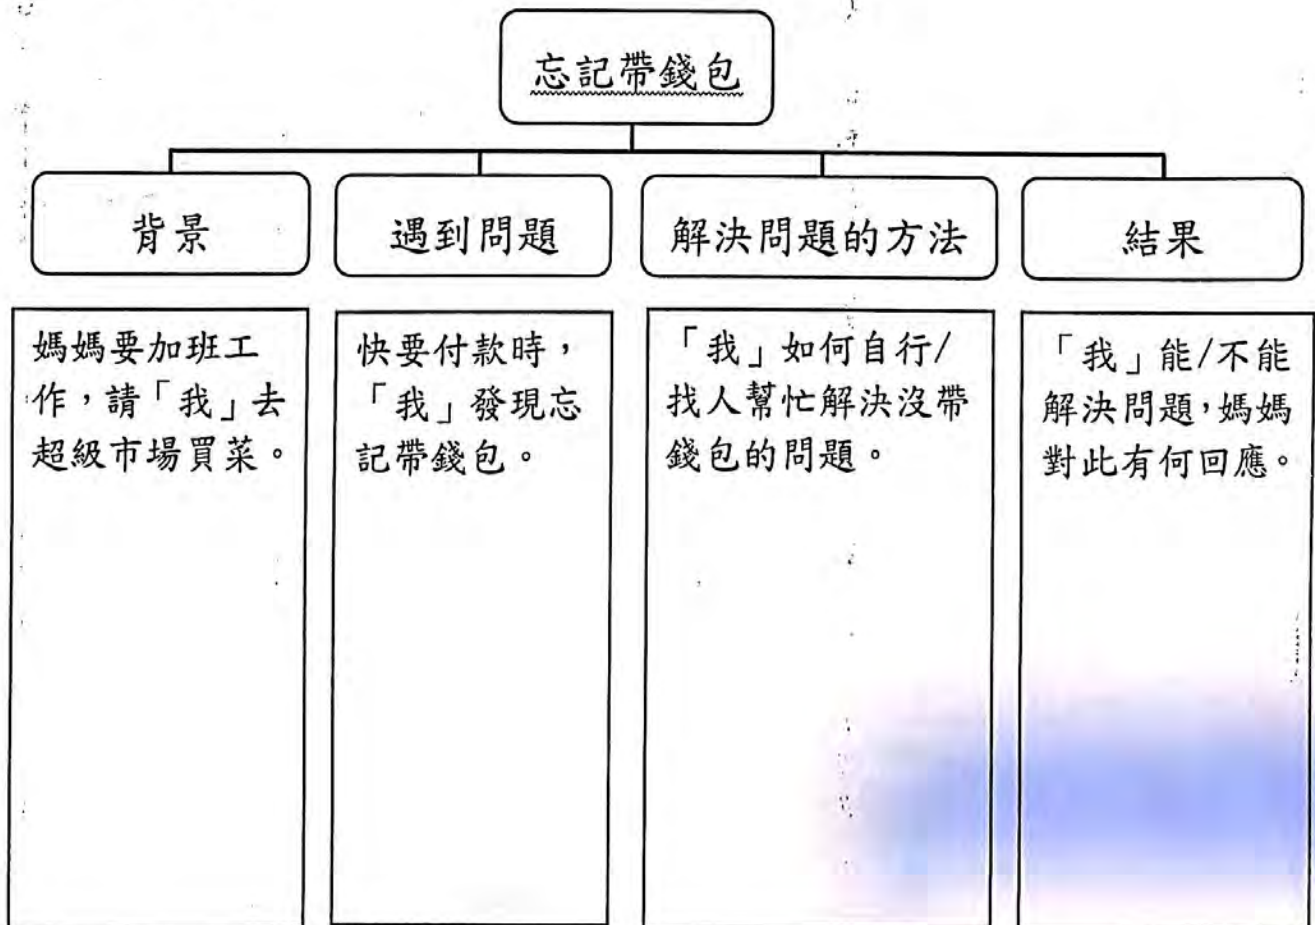 忘記帶錢包
背景
遇到問題
解決問題的方法
結果
媽媽要加班工
作，請「我」去
超級市場買菜。
快要付款時，
「我」發現忘
記帶錢包。
「我」如何自行/
找人幫忙解決沒帶
錢包的問題。
「我」能/不能
解決問題，媽媽
對此有何回應。